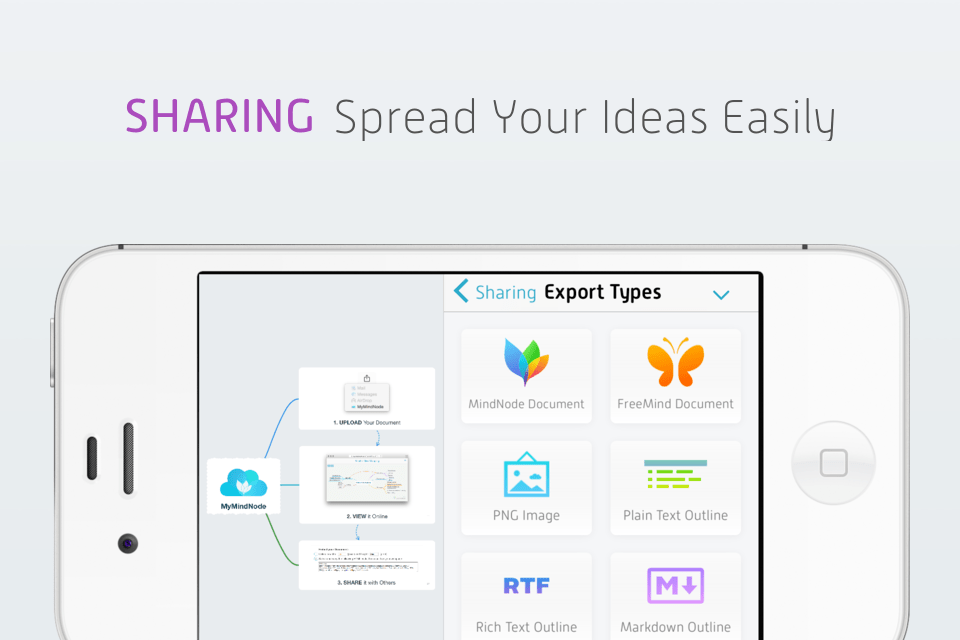 SHARING Spread Your Ideas Easily
Sharing Export Types
MyMindNode
1. UPLOAD Your Document
MyMindNode
2. VIEW it Online
3. SHARE it with Others
MindNode Document
FreeMind Document
PNG Image
Plain Text Outline
RTF
M
Rich Text Outline
Markdown Outline